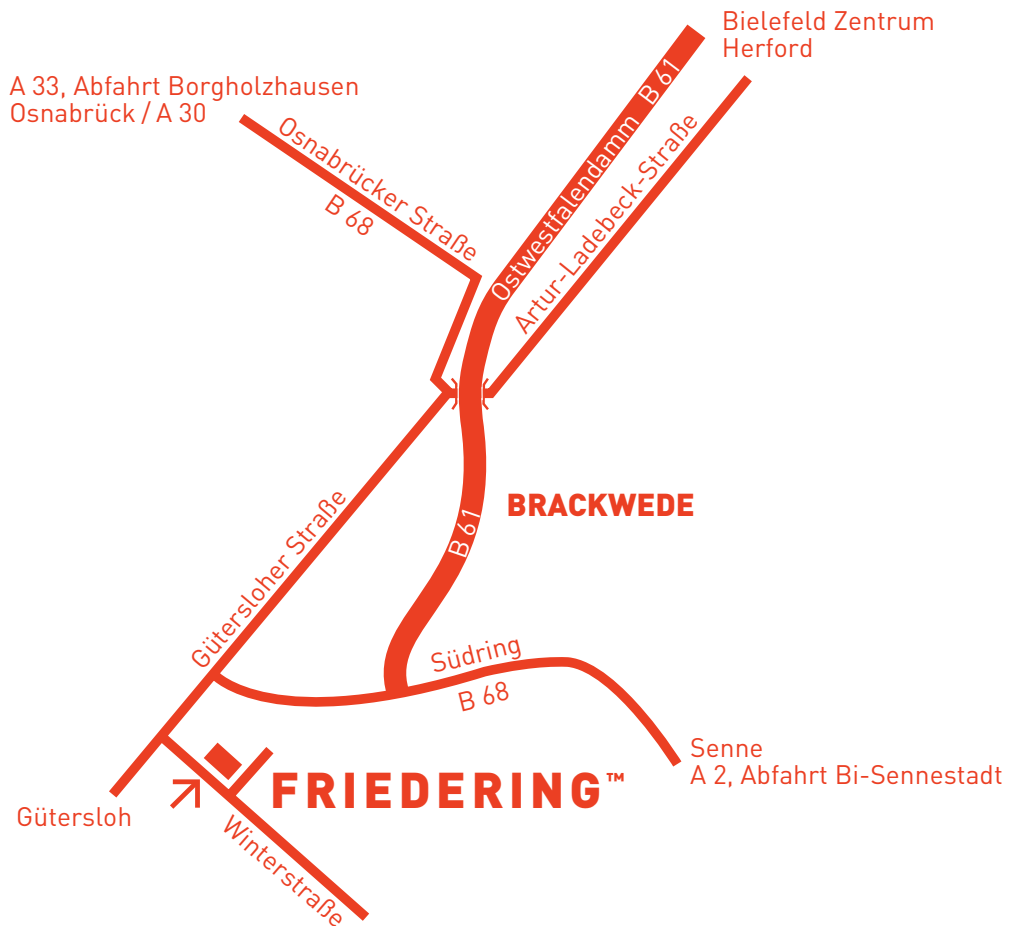 Bielefeld Zentrum
Herford
A 33, Abfahrt Borgholzhausen
Osnabrück / A 30
Osnabrücker Straße
B 68
Ostwestfalendamm B 61
Artur-Ladebeck-Straße
Gütersloher Straße
BRACKWEDE
B 61
Südring
B 68
Senne
A 2, Abfahrt Bi-Sennestadt
FRIEDERING™
Gütersloh
Winterstraße